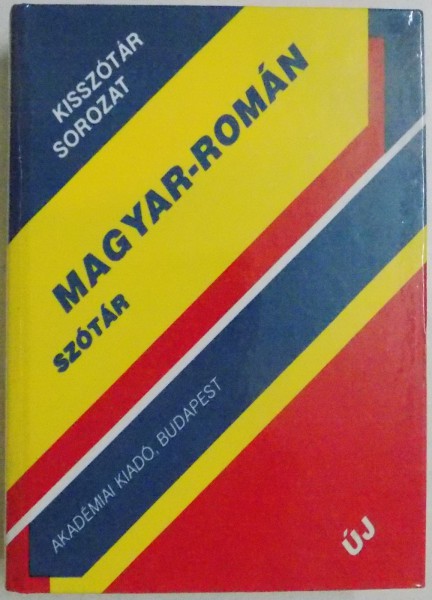 KISSZÓTÁR
SOROZAT
MAGYAR-ROMÁN
SZÓTÁR
AKADÉMIAI KIADÓ, BUDAPEST
ÚJ